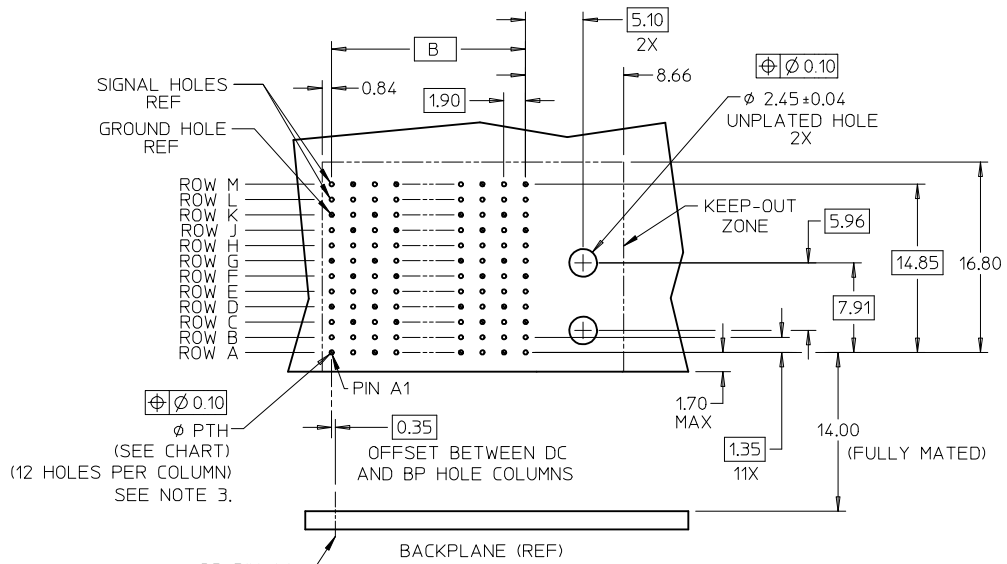 5.10
2X
B
8.66
⌖ Ø 0.10
SIGNAL HOLES
REF
0.84
1.90
Ø 2.45±0.04
UNPLATED HOLE
2X
GROUND HOLE
REF
ROW M
ROW L
ROW K
ROW J
ROW H
ROW G
ROW F
ROW E
ROW D
ROW C
ROW B
ROW A
KEEP-OUT
ZONE
5.96
14.85
16.80
7.91
PIN A1
⌖ Ø 0.10
Ø PTH
(SEE CHART)
(12 HOLES PER COLUMN)
SEE NOTE 3.
0.35
OFFSET BETWEEN DC
AND BP HOLE COLUMNS
1.70
MAX
1.35
11X
14.00
(FULLY MATED)
BACKPLANE (REF)